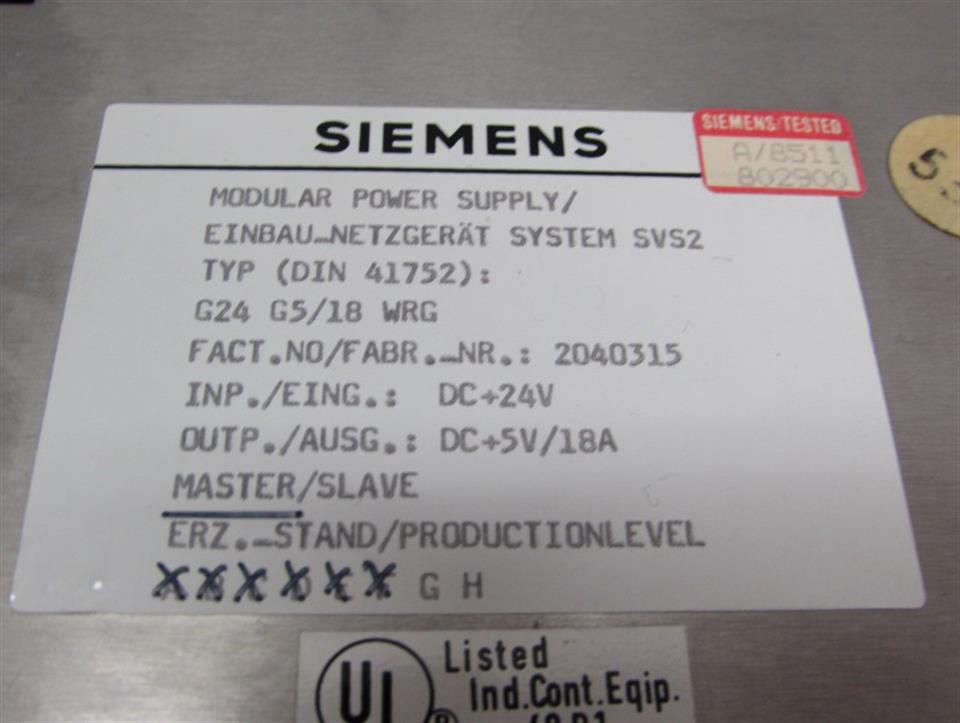 SIEMENS
SIEMENS/TESTED
A/8511
802900
MODULAR POWER SUPPLY/
EINBAU-NETZGERÄT SYSTEM SVS2
TYP (DIN 41752):
G24 G5/18 WRG
FACT.NO/FABR.-NR.: 2040315
INP./EING.: DC+24V
OUTP./AUSG.: DC+5V/18A
MASTER/SLAVE
ERZ.-STAND/PRODUCTIONLEVEL
G H
UL
Listed
Ind.Cont.Eqip.